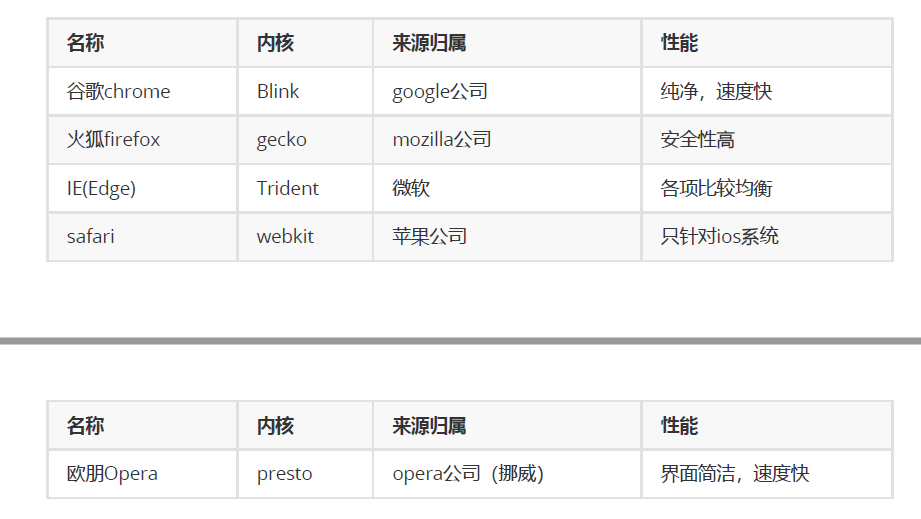 名称 内核 来源归属 性能
谷歌chrome Blink google公司 纯净，速度快
火狐firefox gecko mozilla公司 安全性高
IE(Edge) Trident 微软 各项比较均衡
safari webkit 苹果公司 只针对ios系统
名称 内核 来源归属 性能
欧朋Opera presto opera公司（挪威） 界面简洁，速度快